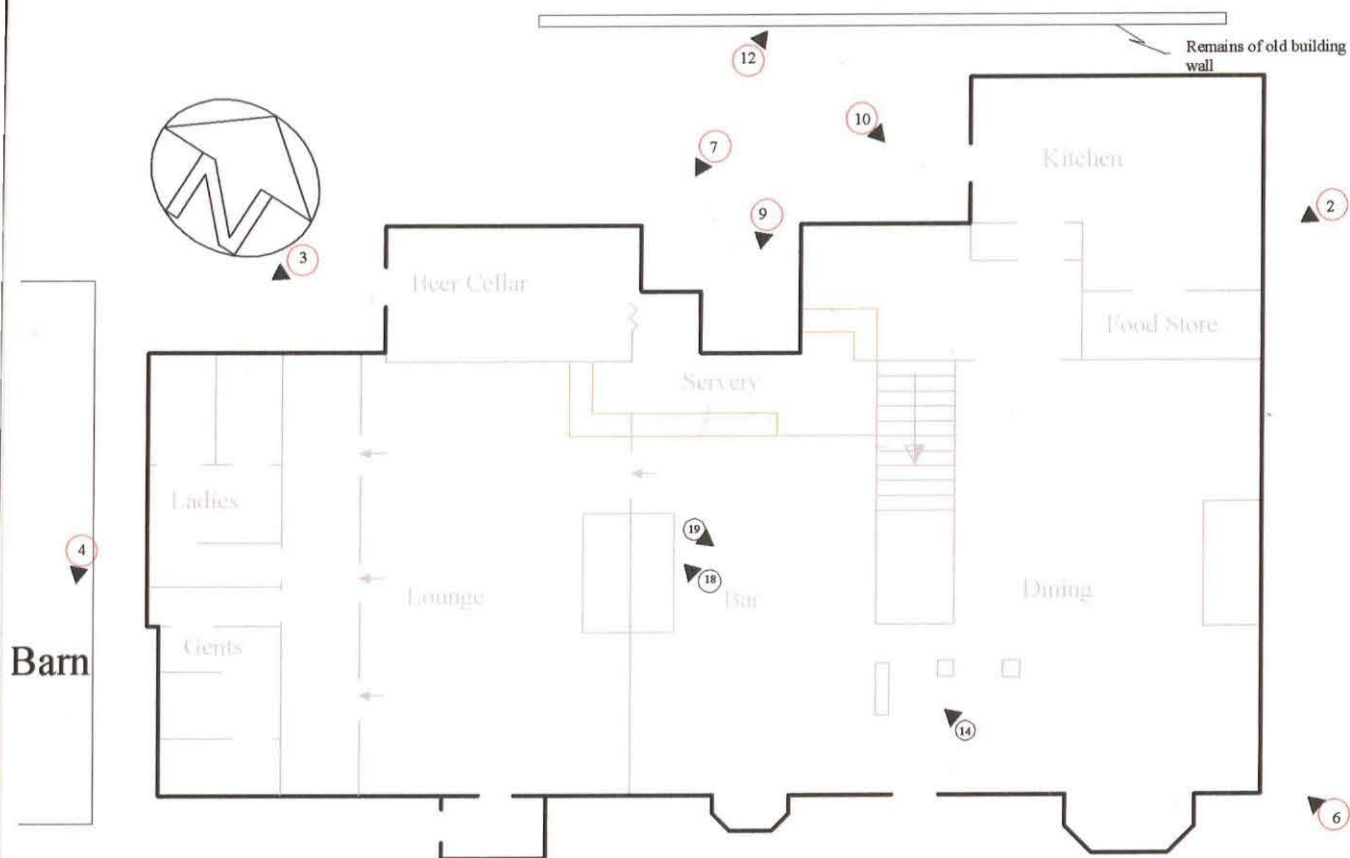 12
Remains of old building
wall
10
Kitchen
7
2
9
N
3
Beer Cellar
Food Store
Servery
Ladies
19
4
18
Lounge
Bar
Dining
Gents
Barn
14
6